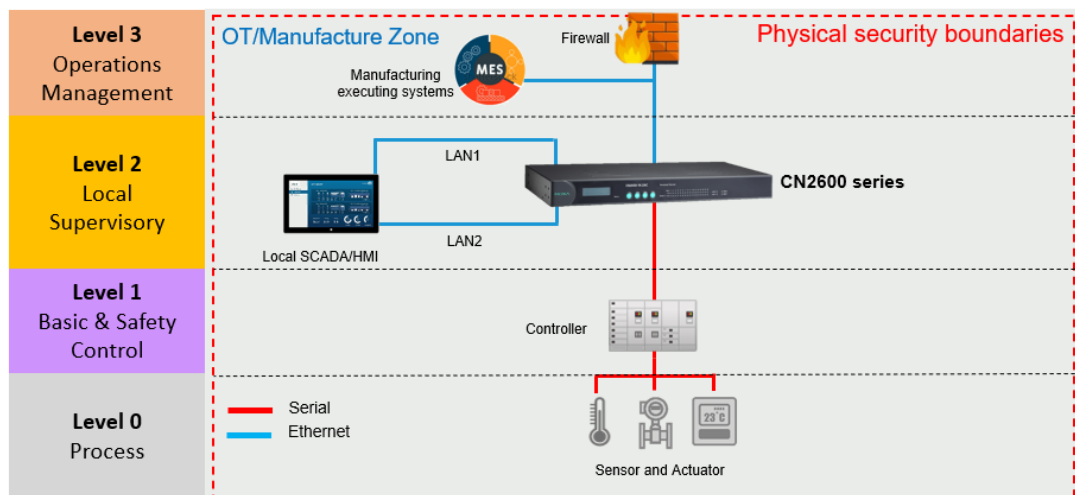 Level 3
Operations
Management
OT/Manufacture Zone
Firewall
Physical security boundaries
Manufacturing
executing systems
MES
Level 2
Local
Supervisory
LAN1
CN2600 series
LAN2
Local SCADA/HMI
Level 1
Basic & Safety
Control
Controller
Level 0
Process
Serial
Ethernet
23°C
Sensor and Actuator